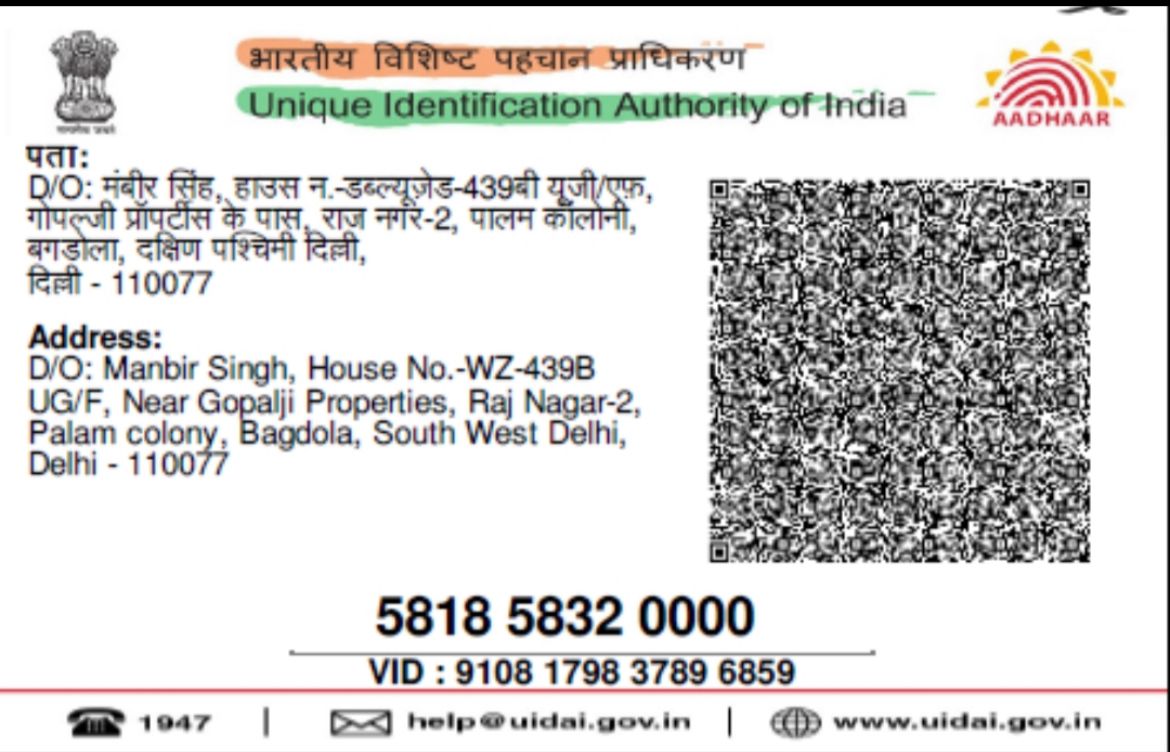 भारतीय विशिष्ट पहचान प्राधिकरण
Unique Identification Authority of India
AADHAAR
पता:
D/O: मंबीर सिंह, हाउस न.-डब्ल्यूज़ेड-439बी यूजी/एफ़,
गोपल्जी प्रॉपर्टीस के पास, राज नगर-2, पालम कॉलोनी,
बगडोला, दक्षिण पश्चिमी दिल्ली,
दिल्ली - 110077
Address:
D/O: Manbir Singh, House No.-WZ-439B
UG/F, Near Gopalji Properties, Raj Nagar-2,
Palam colony, Bagdola, South West Delhi,
Delhi - 110077
5818 5832 0000
VID : 9108 1798 3789 6859
1947 | help@uidai.gov.in | www.uidai.gov.in